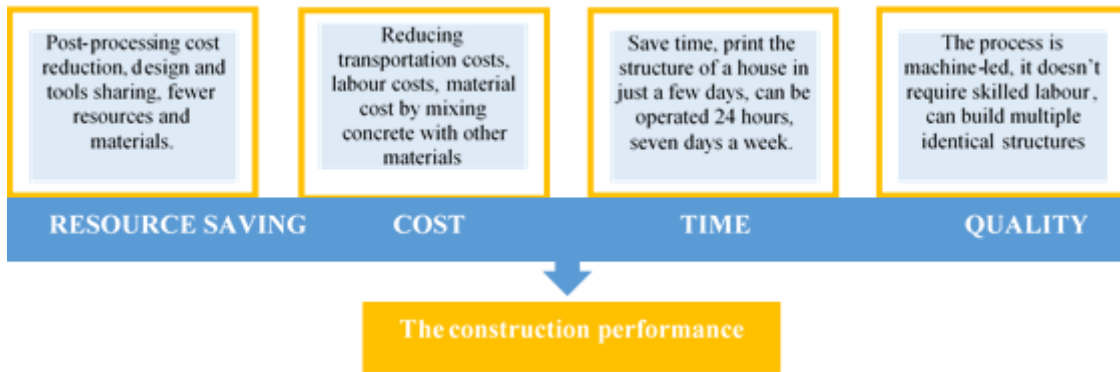 Post-processing cost
reduction, design and
tools sharing, fewer
resources and
materials.
Reducing
transportation costs,
labour costs, material
cost by mixing
concrete with other
materials
Save time, print the
structure of a house in
just a few days, can be
operated 24 hours,
seven days a week.
The process is
machine-led, it doesn't
require skilled labour,
can build multiple
identical structures
RESOURCE SAVING
COST
TIME
QUALITY
The construction performance